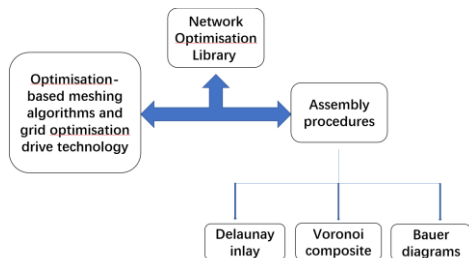 Network
Optimisation
Library
Optimisation-
based meshing
algorithms and
grid optimisation
drive technology
Assembly
procedures
Delaunay
inlay
Voronoi
composite
Bauer
diagrams